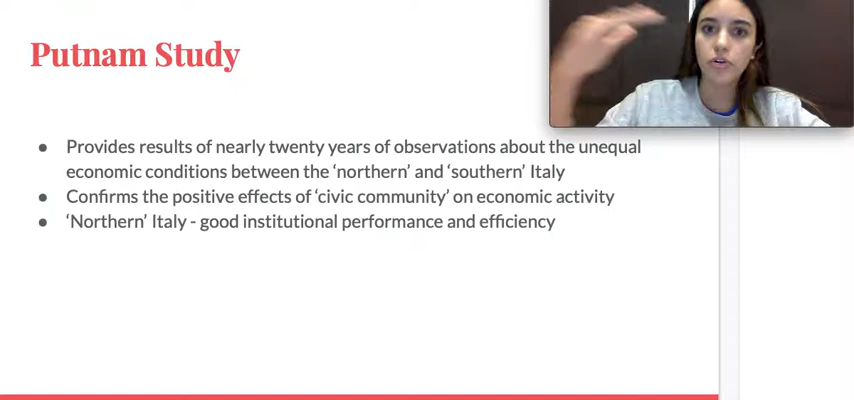 Putnam Study
● Provides results of nearly twenty years of observations about the unequal
economic conditions between the ‘northern’ and ‘southern’ Italy
● Confirms the positive effects of ‘civic community’ on economic activity
● ‘Northern’ Italy - good institutional performance and efficiency